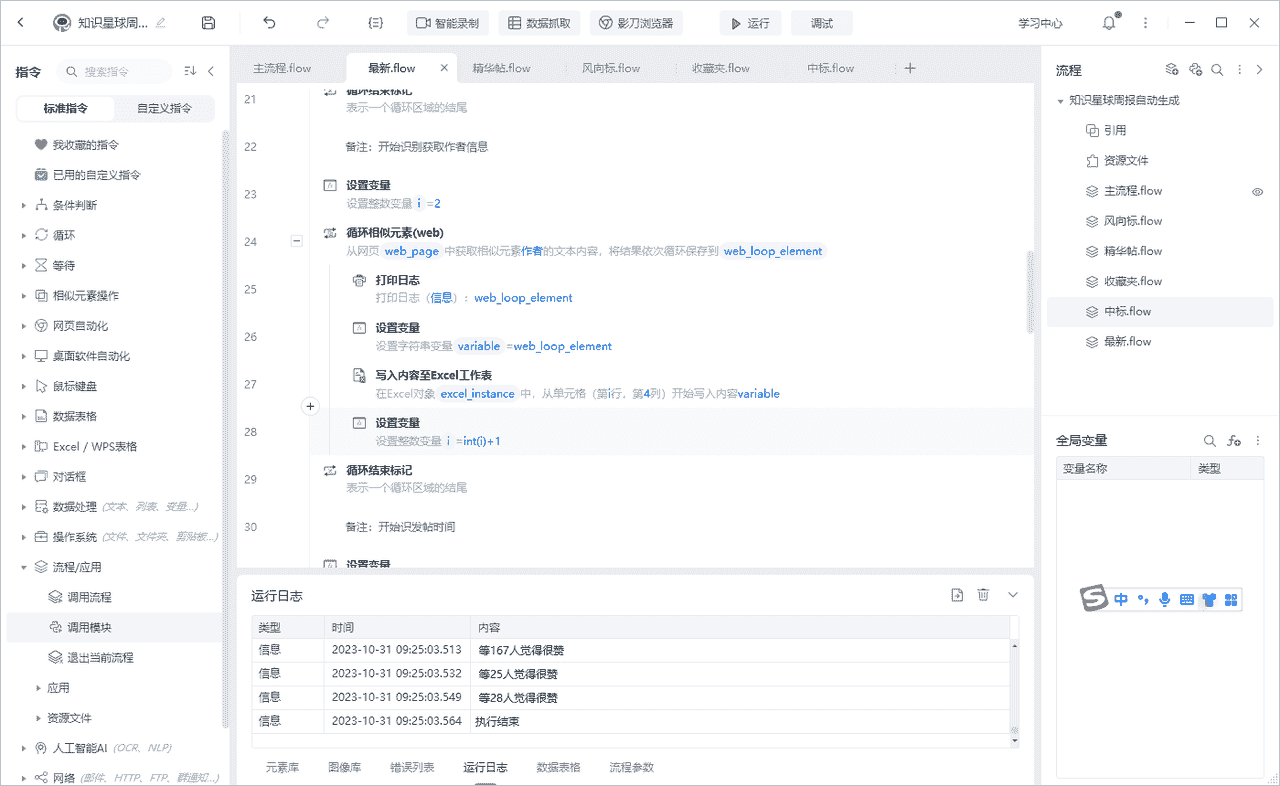 知识星球周...
智能录制
数据抓取
影刀浏览器
运行
调试
学习中心
指令
搜索指令
标准指令
自定义指令
我收藏的指令
已用的自定义指令
条件判断
循环
等待
相似元素操作
网页自动化
桌面软件自动化
鼠标键盘
数据表格
Excel / WPS表格
对话框
数据处理 (文本、列表、变量...)
操作系统 (文件、文件夹、剪贴板...)
流程/应用
调用流程
调用模块
退出当前流程
应用
资源文件
人工智能AI (OCR、NLP)
网络 (邮件、HTTP、FTP、群通知...)
主流程.flow
最新.flow
精华帖.flow
风向标.flow
收藏夹.flow
中标.flow
21
循环结束标记
表示一个循环区域的结尾
22
备注：开始识别获取作者信息
23
设置变量
设置整数变量 i =2
24
循环相似元素(web)
从网页 web_page 中获取相似元素作者的文本内容，将结果依次循环保存到 web_loop_element
25
打印日志
打印日志（信息）：web_loop_element
26
设置变量
设置字符串变量 variable =web_loop_element
27
写入内容至Excel工作表
在Excel对象 excel_instance 中，从单元格（第i行，第4列）开始写入内容variable
28
设置变量
设置整数变量 i =int(i)+1
29
循环结束标记
表示一个循环区域的结尾
30
备注：开始识发帖时间
设置变量
运行日志
类型
时间
内容
信息
2023-10-31 09:25:03.513
等167人觉得很赞
信息
2023-10-31 09:25:03.532
等25人觉得很赞
信息
2023-10-31 09:25:03.549
等28人觉得很赞
信息
2023-10-31 09:25:03.564
执行结束
元素库
图像库
错误列表
运行日志
数据表格
流程参数
流程
知识星球周报自动生成
引用
资源文件
主流程.flow
风向标.flow
精华帖.flow
收藏夹.flow
中标.flow
最新.flow
全局变量
变量名称
类型
S
中